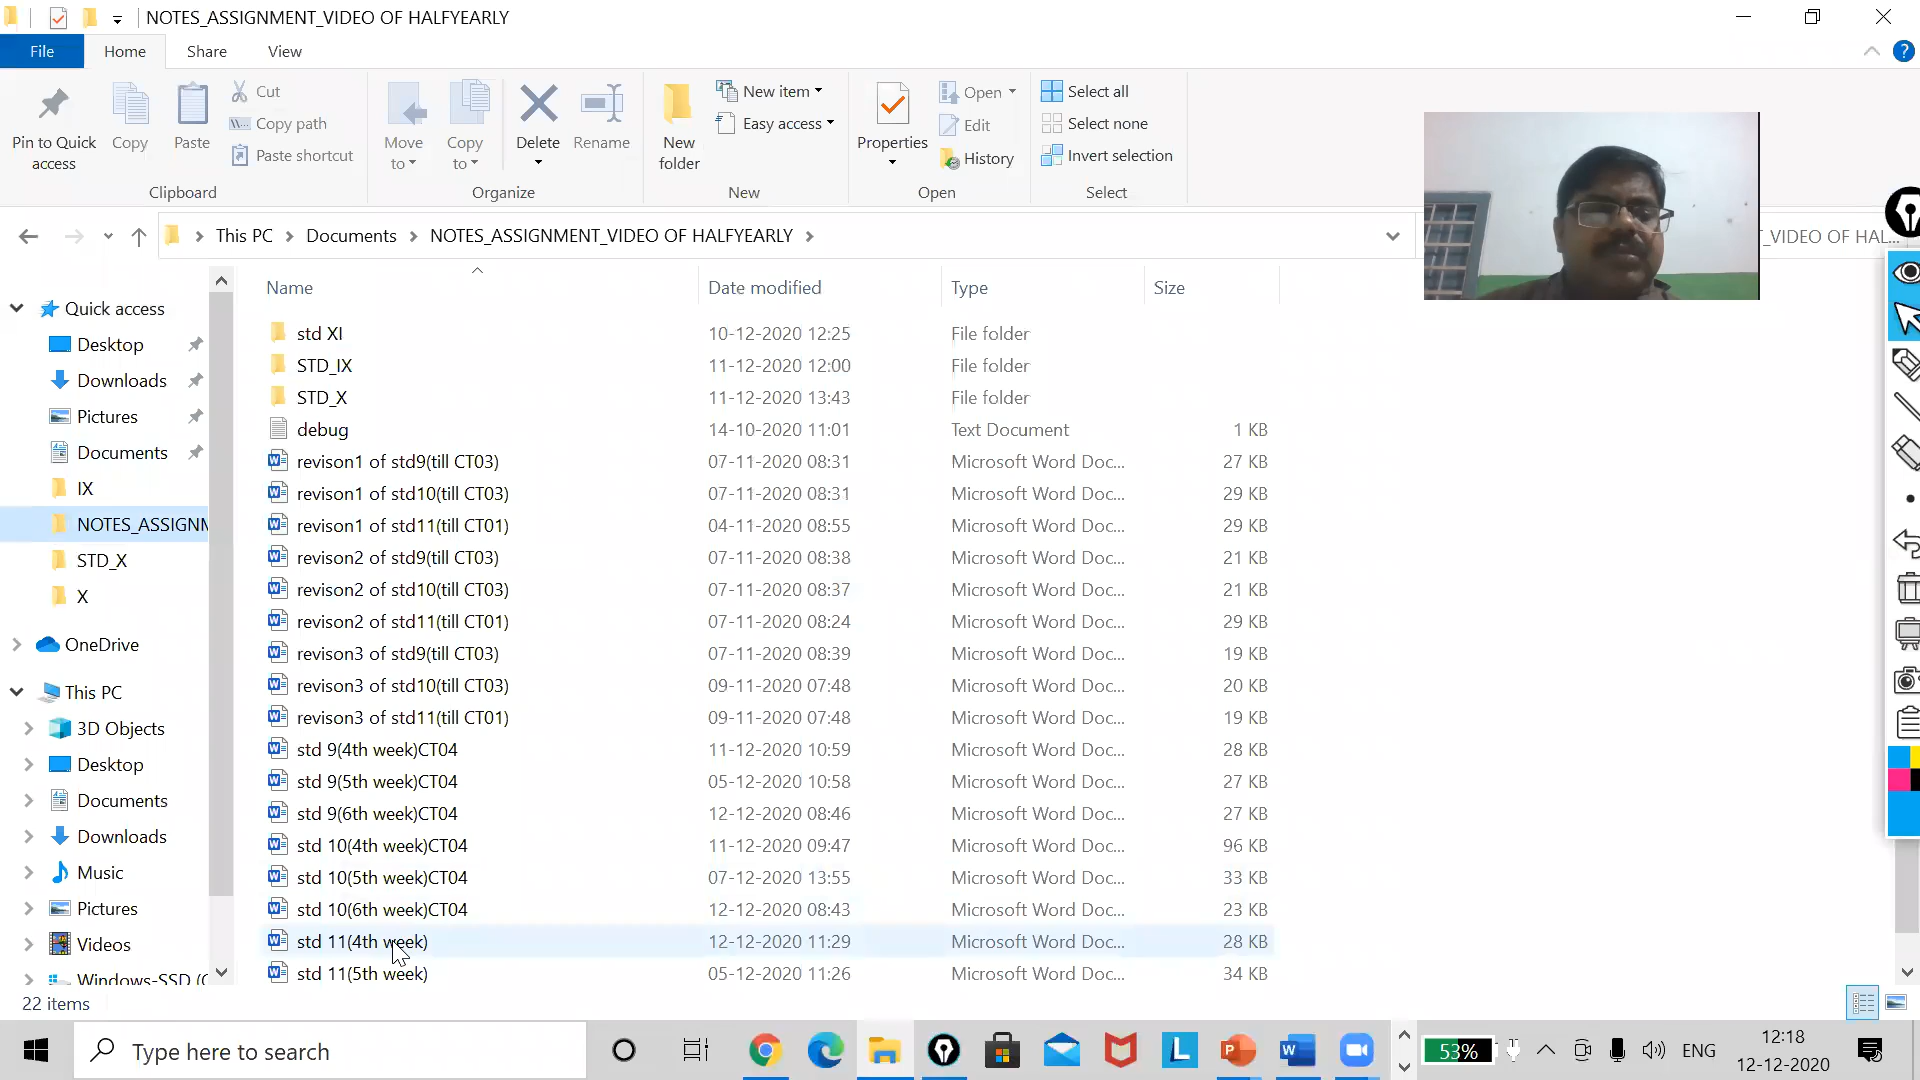 NOTES_ASSIGNMENT_VIDEO OF HALFYEARLY
File Home Share View
Pin to Quick access
Copy
Paste
Cut
Copy path
Paste shortcut
Clipboard
Move to
Copy to
Delete
Rename
Organize
New folder
New item
Easy access
New
Properties
Open
Edit
History
Open
Select all
Select none
Invert selection
Select
This PC Documents NOTES_ASSIGNMENT_VIDEO OF HALFYEARLY
_VIDEO OF HAL...
Quick access
Desktop
Downloads
Pictures
Documents
IX
NOTES_ASSIGNM
STD_X
X
OneDrive
This PC
3D Objects
Desktop
Documents
Downloads
Music
Pictures
Videos
Windows-SSD (C
Name Date modified Type Size
std XI 10-12-2020 12:25 File folder
STD_IX 11-12-2020 12:00 File folder
STD_X 11-12-2020 13:43 File folder
debug 14-10-2020 11:01 Text Document 1 KB
revison1 of std9(till CT03) 07-11-2020 08:31 Microsoft Word Doc... 27 KB
revison1 of std10(till CT03) 07-11-2020 08:31 Microsoft Word Doc... 29 KB
revison1 of std11(till CT01) 04-11-2020 08:55 Microsoft Word Doc... 29 KB
revison2 of std9(till CT03) 07-11-2020 08:38 Microsoft Word Doc... 21 KB
revison2 of std10(till CT03) 07-11-2020 08:37 Microsoft Word Doc... 21 KB
revison2 of std11(till CT01) 07-11-2020 08:24 Microsoft Word Doc... 29 KB
revison3 of std9(till CT03) 07-11-2020 08:39 Microsoft Word Doc... 19 KB
revison3 of std10(till CT03) 09-11-2020 07:48 Microsoft Word Doc... 20 KB
revison3 of std11(till CT01) 09-11-2020 07:48 Microsoft Word Doc... 19 KB
std 9(4th week)CT04 11-12-2020 10:59 Microsoft Word Doc... 28 KB
std 9(5th week)CT04 05-12-2020 10:58 Microsoft Word Doc... 27 KB
std 9(6th week)CT04 12-12-2020 08:46 Microsoft Word Doc... 27 KB
std 10(4th week)CT04 11-12-2020 09:47 Microsoft Word Doc... 96 KB
std 10(5th week)CT04 07-12-2020 13:55 Microsoft Word Doc... 33 KB
std 10(6th week)CT04 12-12-2020 08:43 Microsoft Word Doc... 23 KB
std 11(4th week) 12-12-2020 11:29 Microsoft Word Doc... 28 KB
std 11(5th week) 05-12-2020 11:26 Microsoft Word Doc... 34 KB
22 items
Type here to search
53%
ENG
12:18
12-12-2020